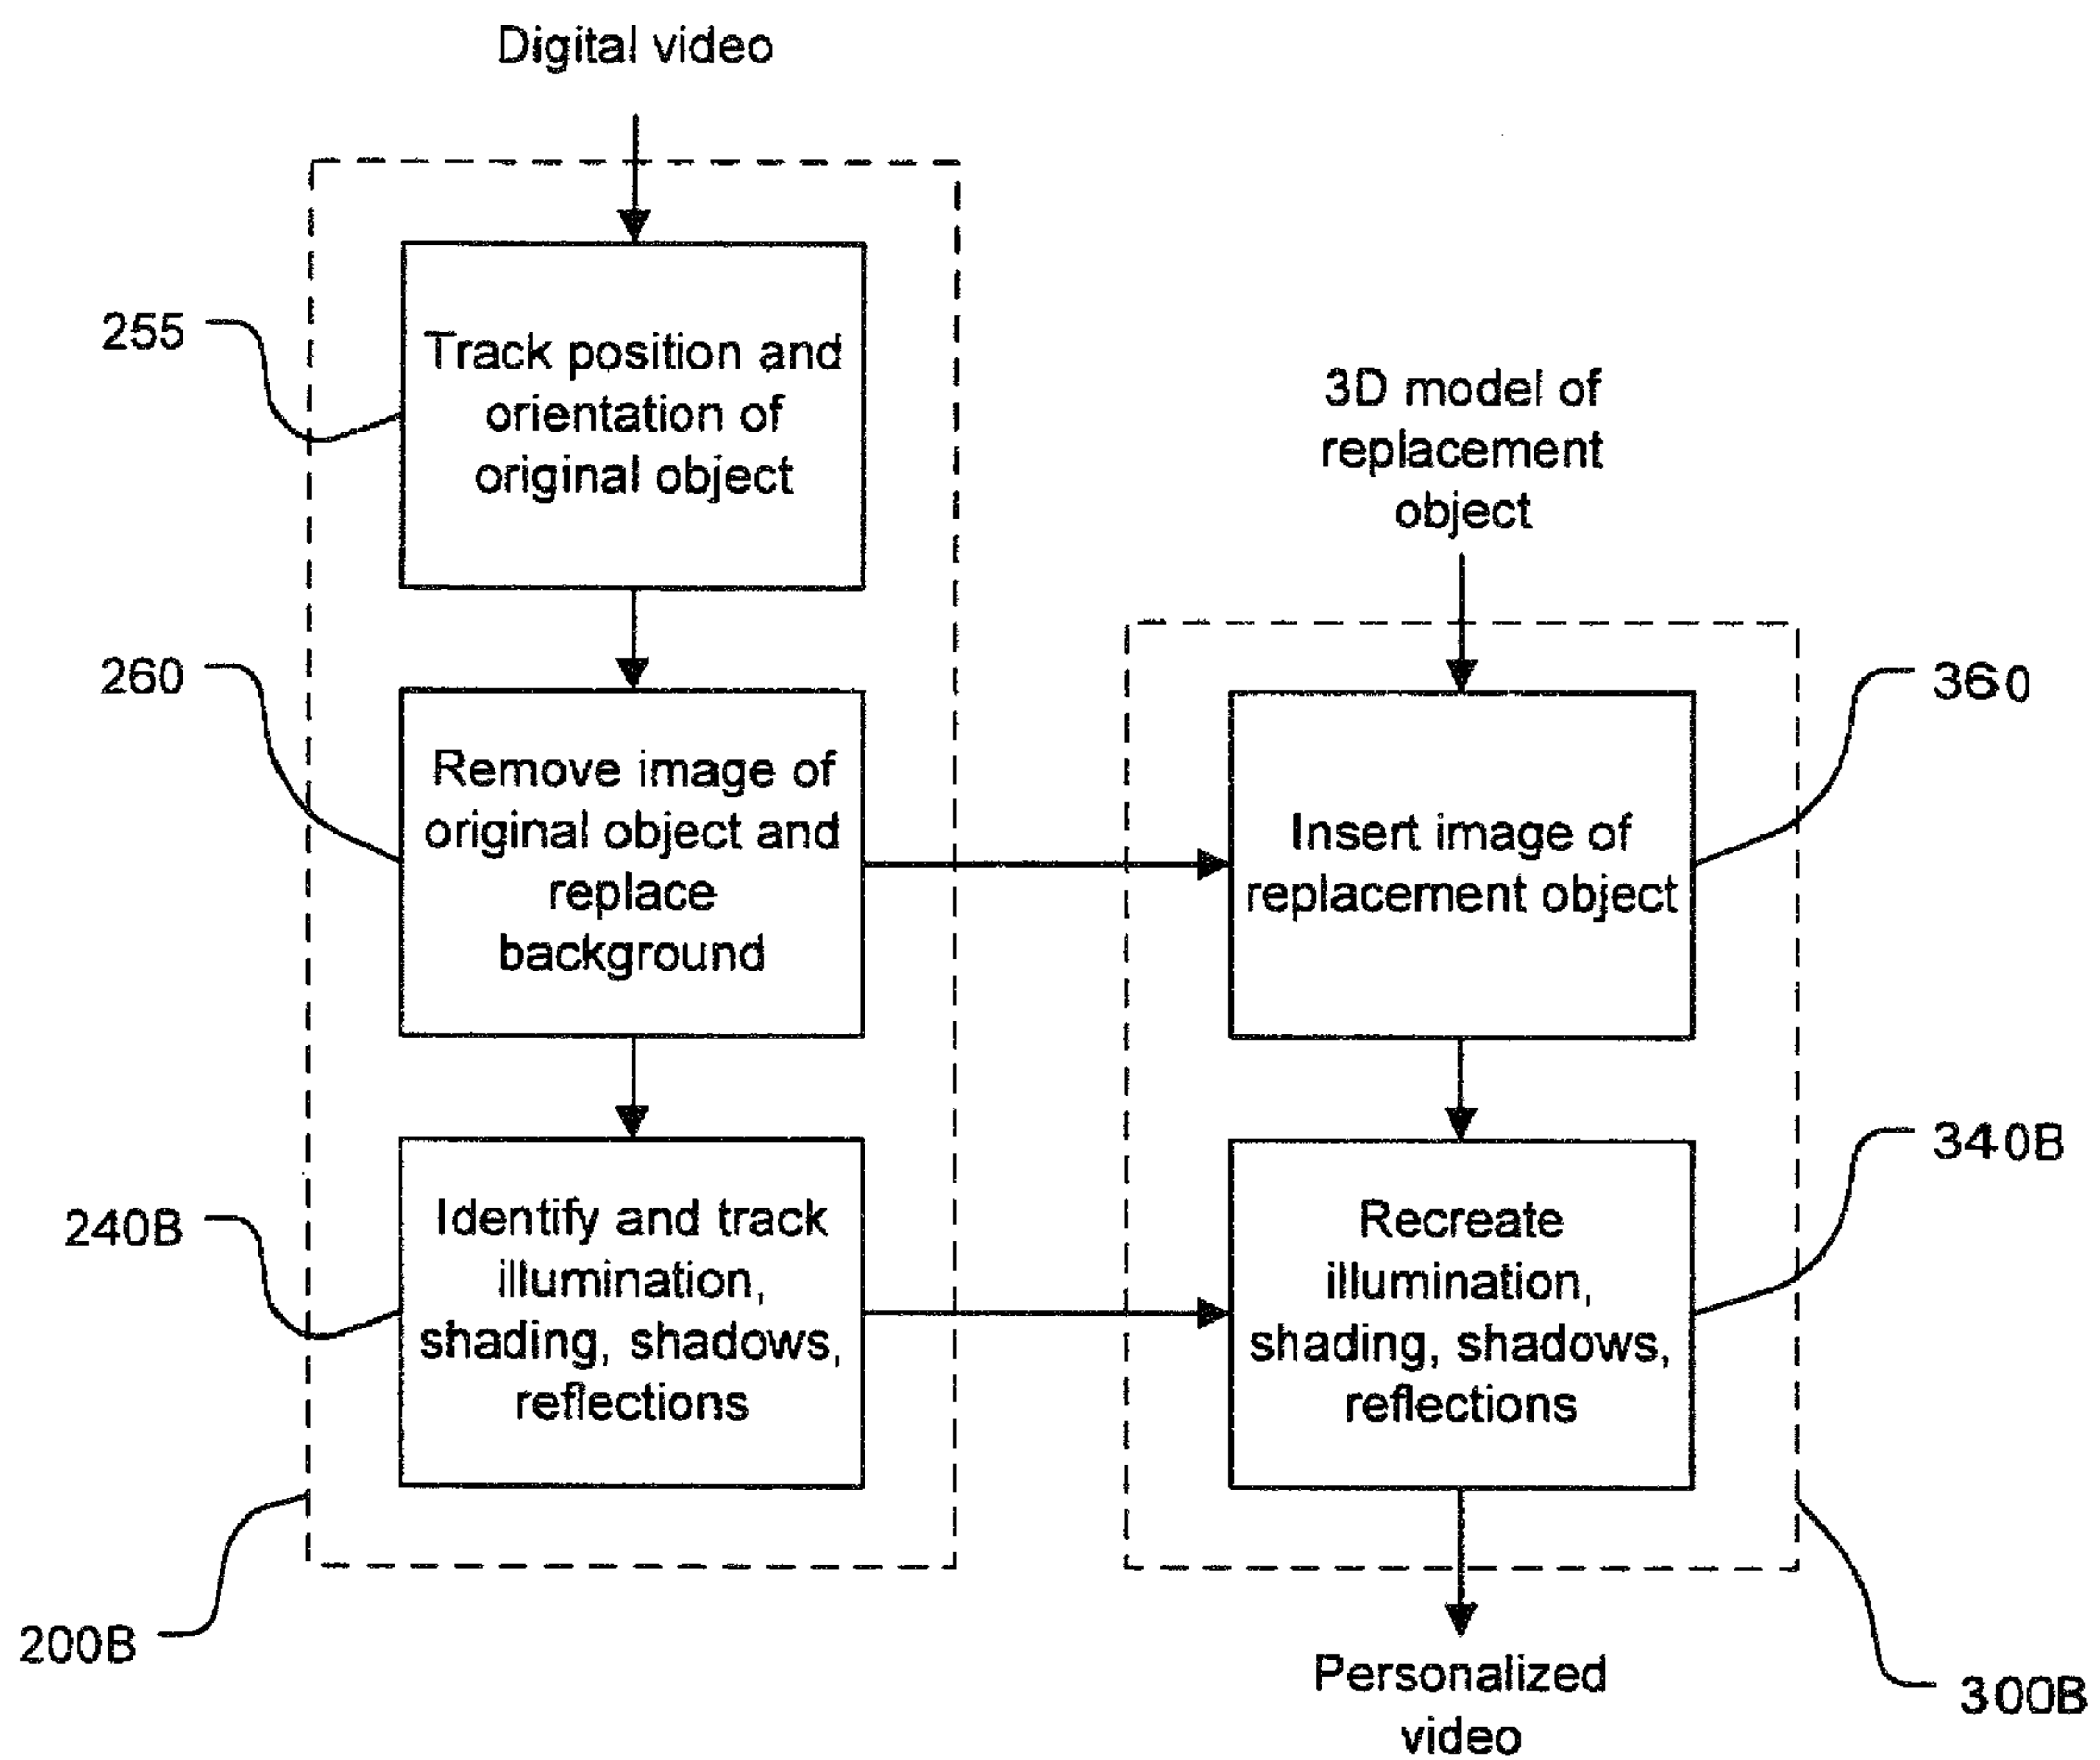 Digital video
255
Track position and
orientation of
original object
3D model of
replacement
object
260
Remove image of
original object and
replace
background
Insert image of
replacement object
360
240B
Identify and track
illumination,
shading, shadows,
reflections
Recreate
illumination,
shading, shadows,
reflections
340B
200B
Personalized
video
300B